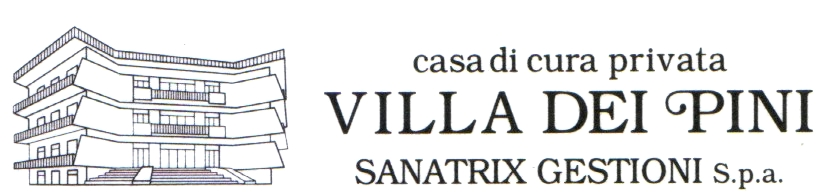 casa di cura privata
VILLA DEI PINI
SANATRIX GESTIONI S.p.a.